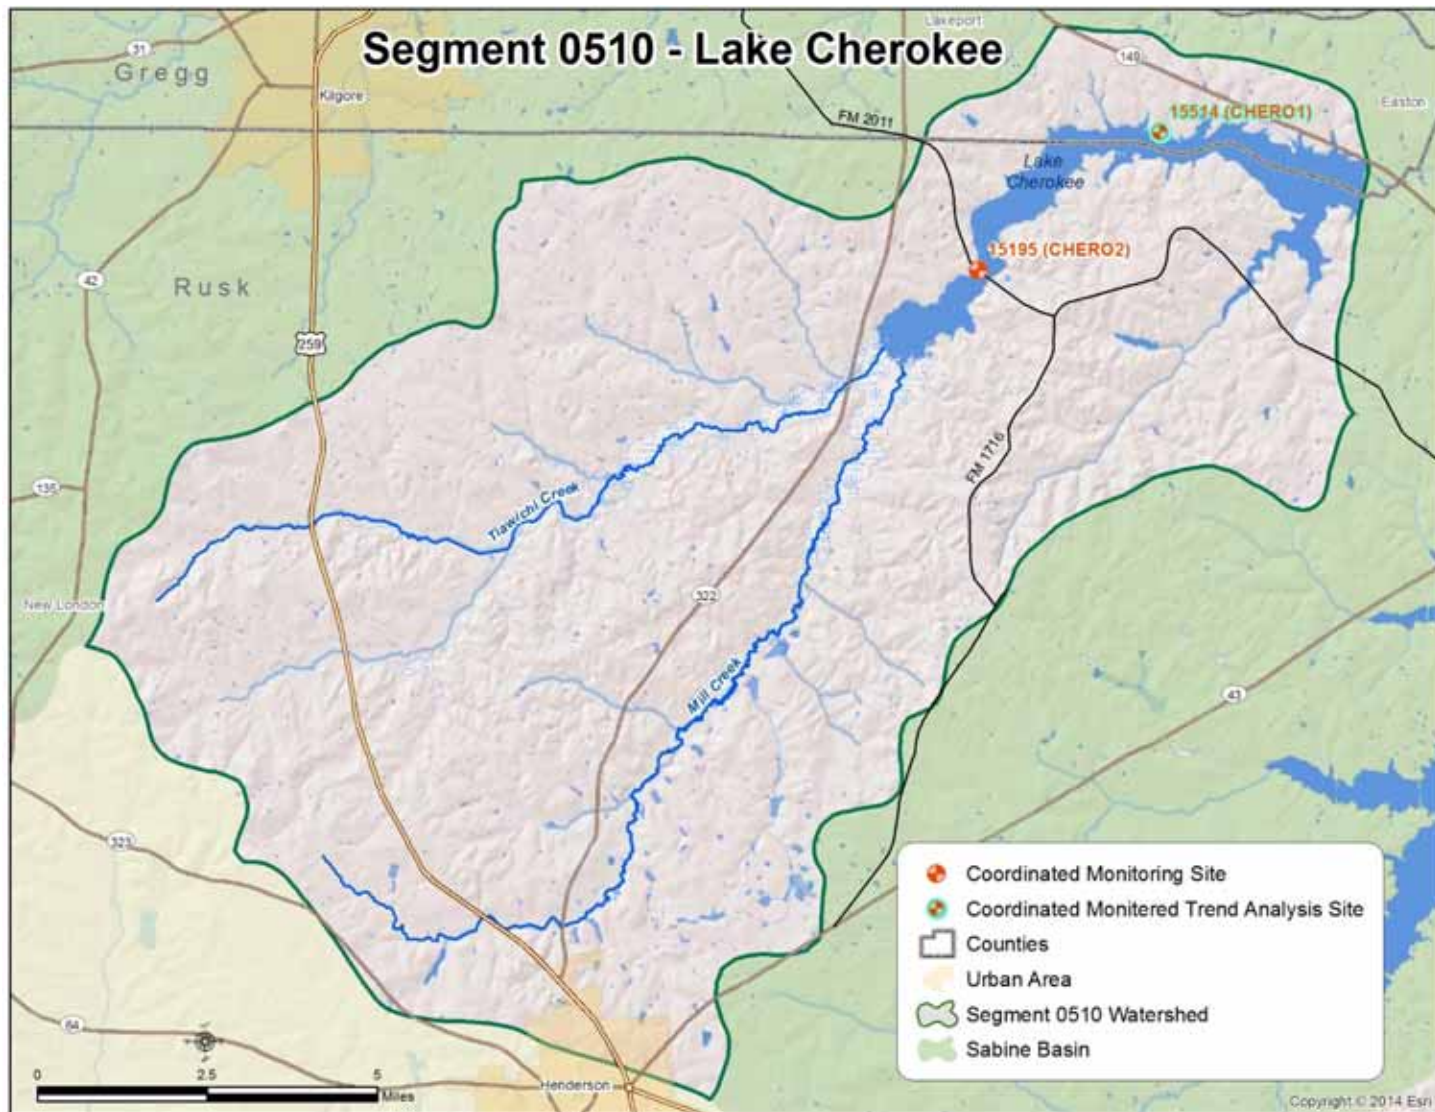 Segment 0510 - Lake Cherokee
Lakeport
31
149
Gregg
Kilgore
Easton
15514 (CHERO1)
FM 2011
Lake
Cherokee
15195 (CHERO2)
42
Rusk
259
FM 1716
135
Tiawichi Creek
322
New London
Mill Creek
43
323
64
Henderson
Coordinated Monitoring Site
Coordinated Monitered Trend Analysis Site
Counties
Urban Area
Segment 0510 Watershed
Sabine Basin
0 2.5 5
Miles
Copyright © 2014 Esri